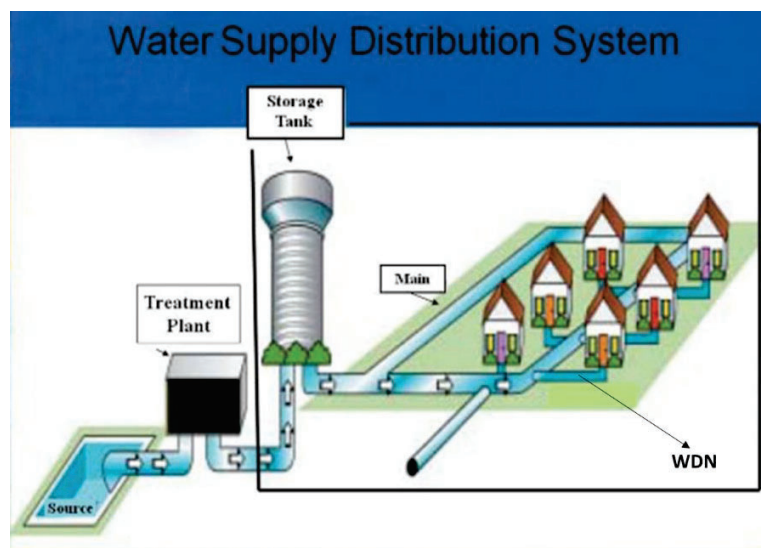 Water Supply Distribution System
Storage
Tank
Main
Treatment
Plant
WDN
Source